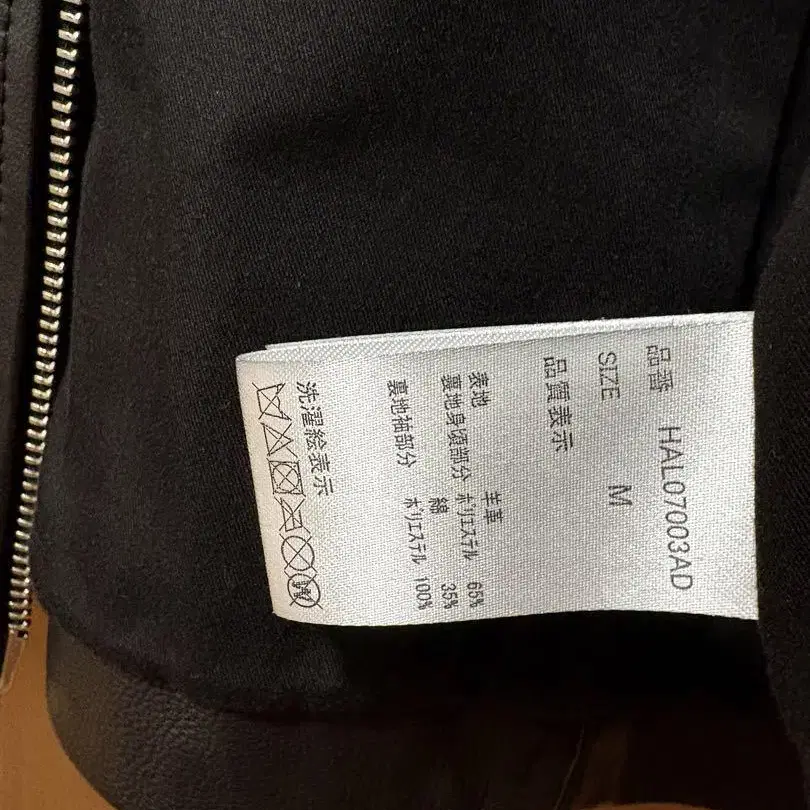 品番 HAL07003AD
SIZE M
品質表示
表地 羊革
裏地身頃部分 ポリエステル 65%
綿 35%
裏地袖部分 ポリエステル 100%
洗濯絵表示